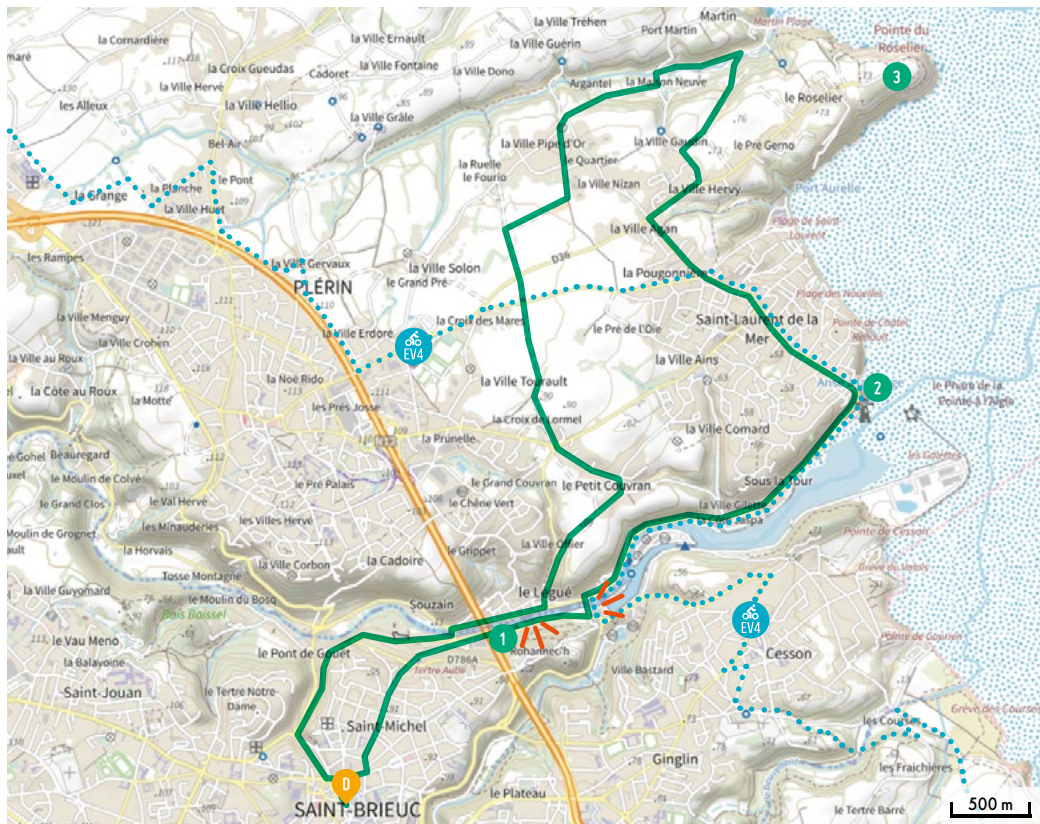 Martin
Martin Plage
la Ville Tréhen
Port Martin
Pointe du
Roselier
la Cornardière
la Ville Ernault
la Ville Guérin
maré
la Croix Gueudas
la Ville Fontaine
la Ville Dono
Cadoret
3
la Ville Hervé
Argantel
la Maison Neuve
le Roselier
les Alleux
la Ville Hellio
la Ville Grâle
Bel-Air
la Ville Pipe d'Or
la Ville Gaudin
le Pré Gerno
le Quartier
la Ruelle
le Fourio
la Grange
la Planche
le Pont
la Ville Nizan
la Ville Hervy
Port Aurelle
la Ville Huet
Plage de Saint-
Laurent
la Ville Agan
les Rampes
la Ville Gervaux
la Ville Solon
D36
la Pougonnière
PLÉRIN
le Grand Pré
Plage des Nouelles
la Ville Menguy
la Croix des Mares
Saint-Laurent de la
Mer
la Ville Erdore
le Pré de l'Oie
Pointe de Châtel
Renault
la Ville Crohen
EV4
la Ville au Roux
la Ville Ains
la Noë Rido
la Ville Tourault
2
la Côte au Roux
la Motte
le Phare de la
Pointe à l'Aigle
les Prés Josse
la Croix de Lormel
la Ville Comard
la Prunelle
Gohel
Beauregard
les Galettes
le Moulin de Colvé
le Pré Palais
le Grand Couvran
le Petit Couvran
Sous la Tour
le Grand Clos
le Val Hervé
le Chêne Vert
la Ville Gilette
les Minauderies
les Villes Hervé
Moulin de Grognet
Pointe de Cesson
la Horvais
la Ville Corbon
la Cadoire
le Grippet
la Ville Offier
Grève du Valais
la Ville Guyomard
Tosse Montagne
le Légué
le Moulin du Bosq
Souzain
Bois Boissel
EV4
le Vau Meno
le Pont de Gouet
1
Rohannec'h
Pointe de Gourien
la Balavoine
D786A
Tertre Aubé
Ville Bastard
Cesson
Saint-Jouan
le Tertre Notre-
Dame
Saint-Michel
Grève des Courses
les Courses
Ginglin
les Fraichières
D
le Plateau
SAINT-BRIEUC
le Tertre Barré
500 m